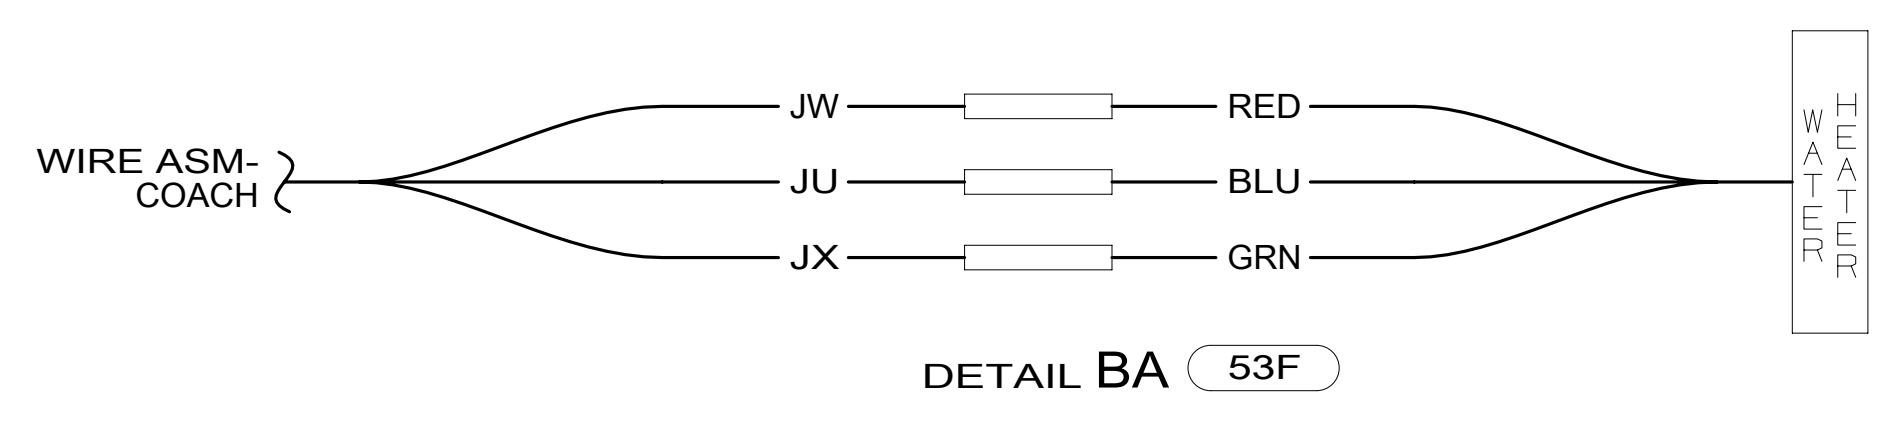 WIRE ASM-
COACH
JW RED
JU BLU
JX GRN
WATER
HEATER
DETAIL BA 53F